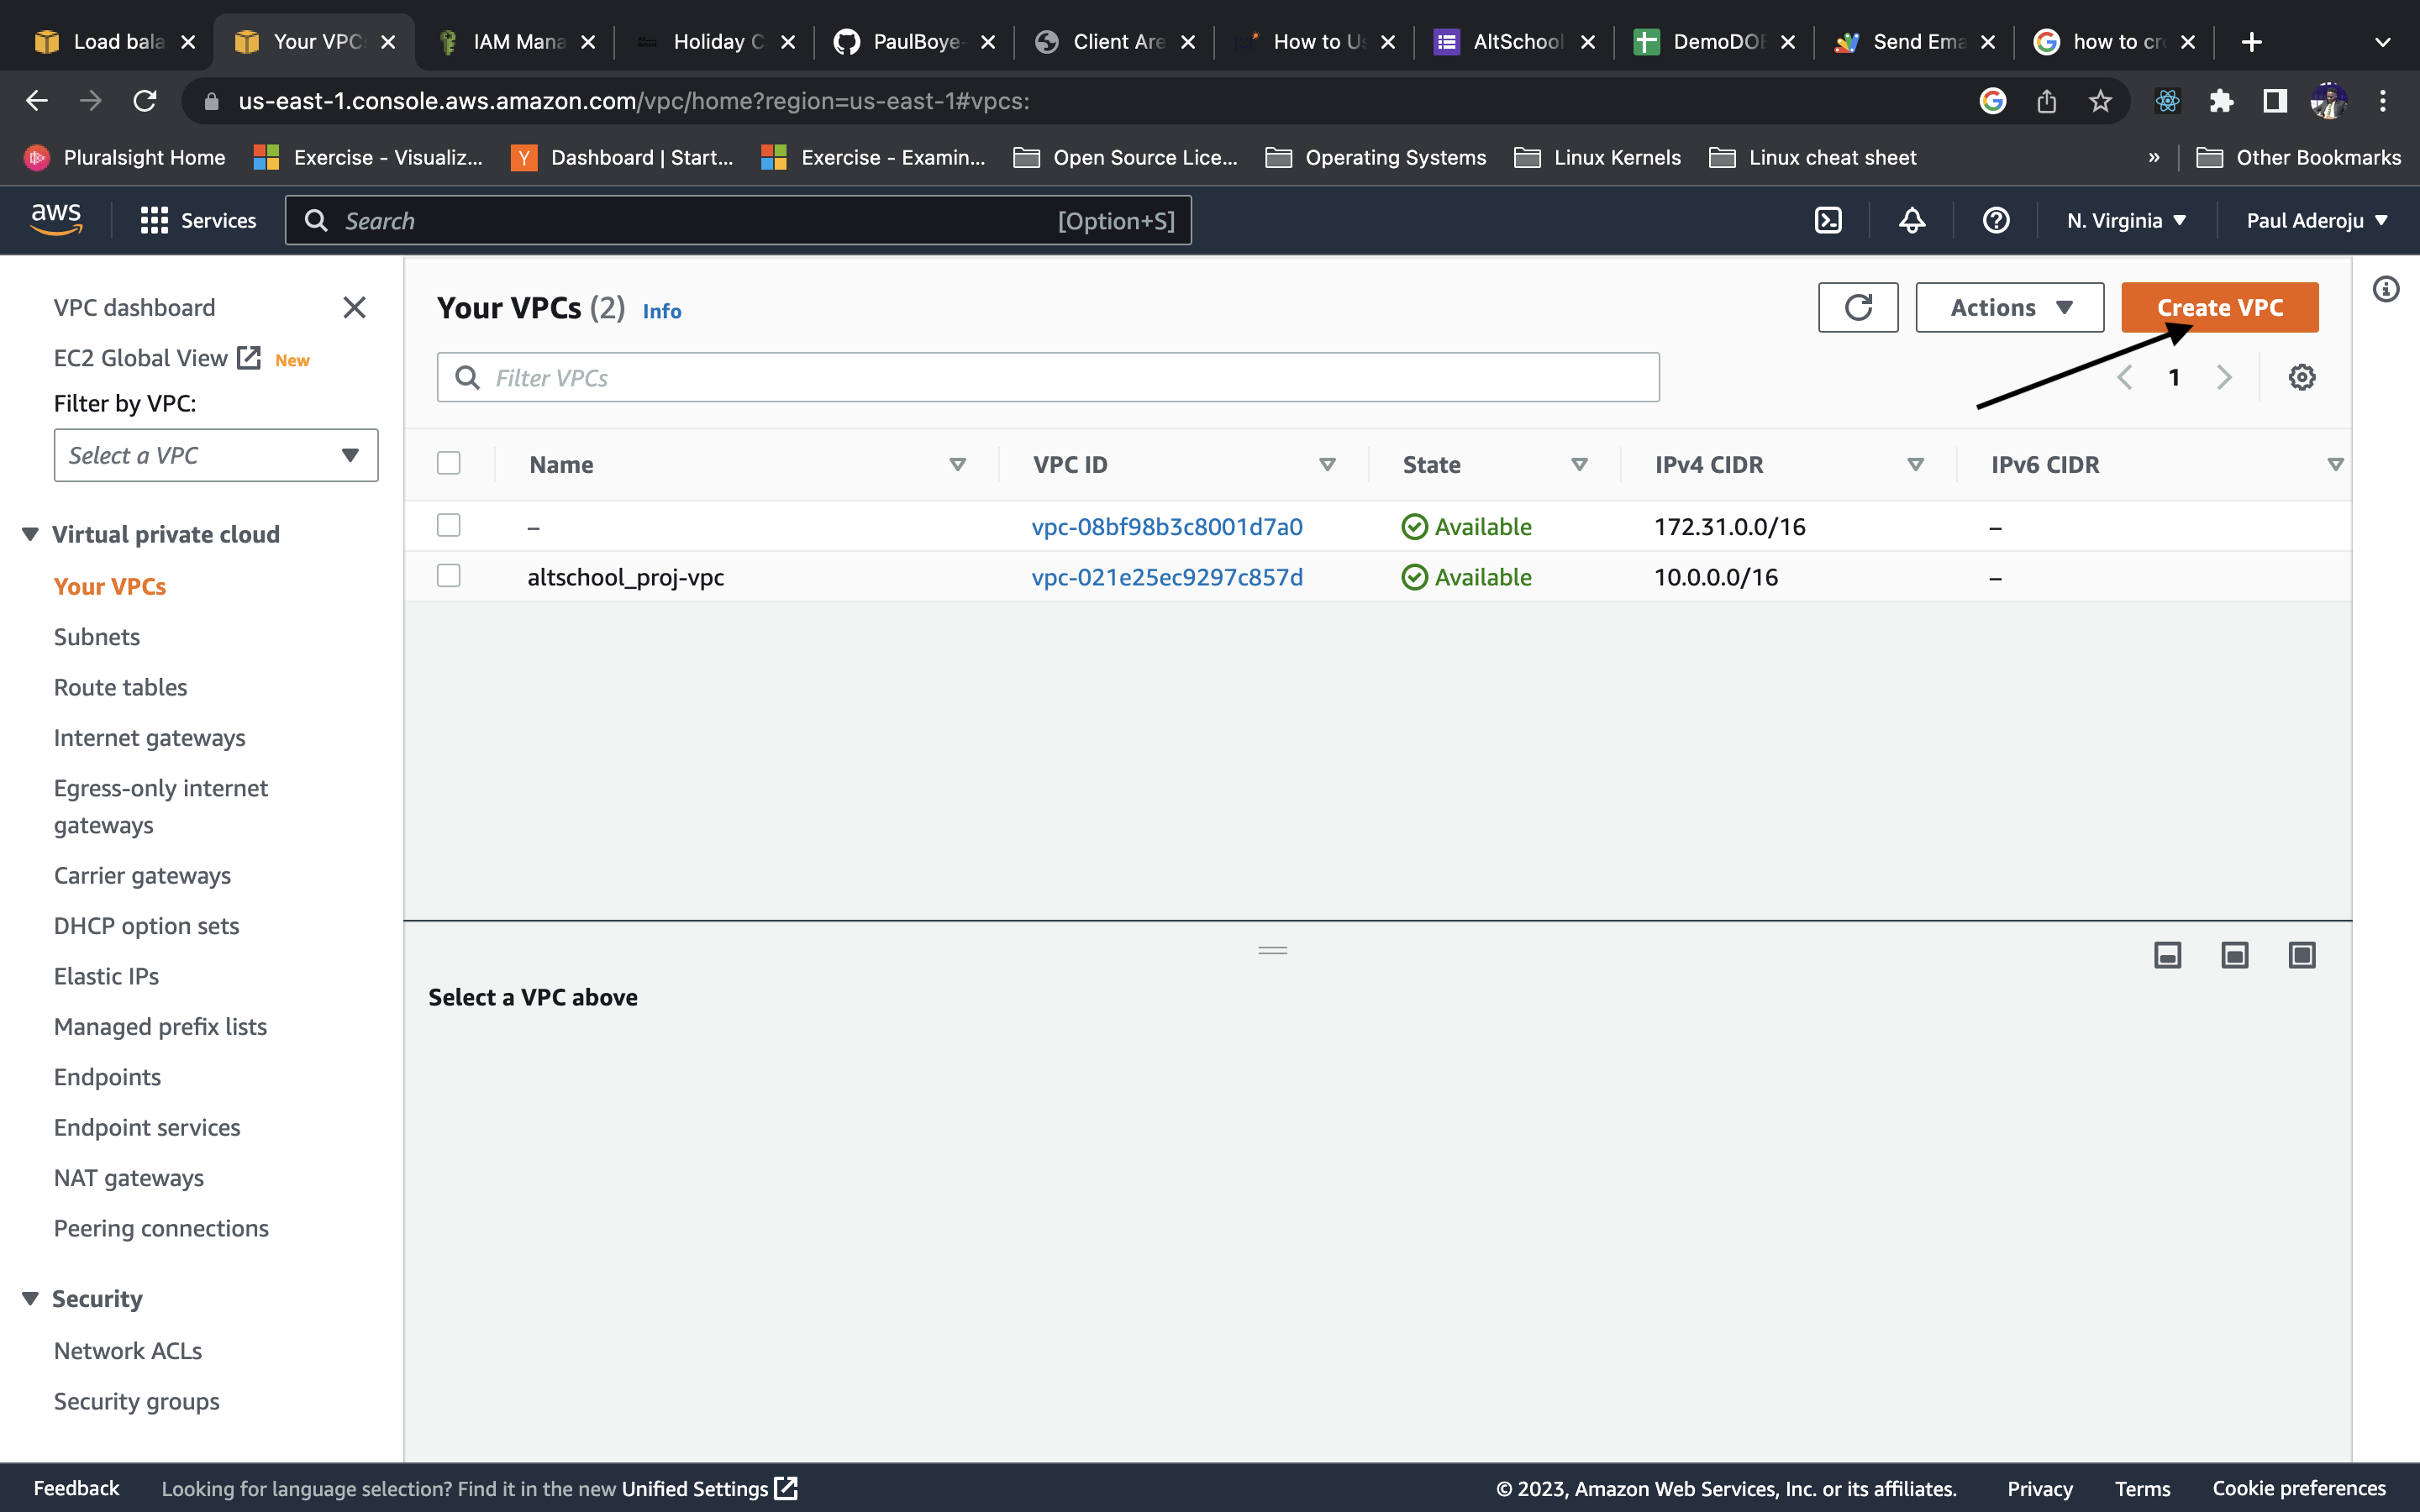 Load bala
Your VPC
IAM Mana
Holiday C
PaulBoye-
Client Are
How to Us
AltSchool
DemoDOE
Send Ema
how to cr
us-east-1.console.aws.amazon.com/vpc/home?region=us-east-1#vpcs:
Pluralsight Home
Exercise - Visualiz...
Y
Dashboard | Start...
Exercise - Examin...
Open Source Lice...
Operating Systems
Linux Kernels
Linux cheat sheet
»
Other Bookmarks
aws
Services
Search
[Option+S]
N. Virginia
Paul Aderoju
VPC dashboard
EC2 Global View
New
Filter by VPC:
Select a VPC
Virtual private cloud
Your VPCs
Subnets
Route tables
Internet gateways
Egress-only internet
gateways
Carrier gateways
DHCP option sets
Elastic IPs
Managed prefix lists
Endpoints
Endpoint services
NAT gateways
Peering connections
Security
Network ACLs
Security groups
Your VPCs (2) Info
Actions
Create VPC
Filter VPCs
1
Name VPC ID State IPv4 CIDR IPv6 CIDR
– vpc-08bf98b3c8001d7a0 Available 172.31.0.0/16 –
altschool_proj-vpc vpc-021e25ec9297c857d Available 10.0.0.0/16 –
Select a VPC above
Feedback
Looking for language selection? Find it in the new Unified Settings
© 2023, Amazon Web Services, Inc. or its affiliates.
Privacy
Terms
Cookie preferences